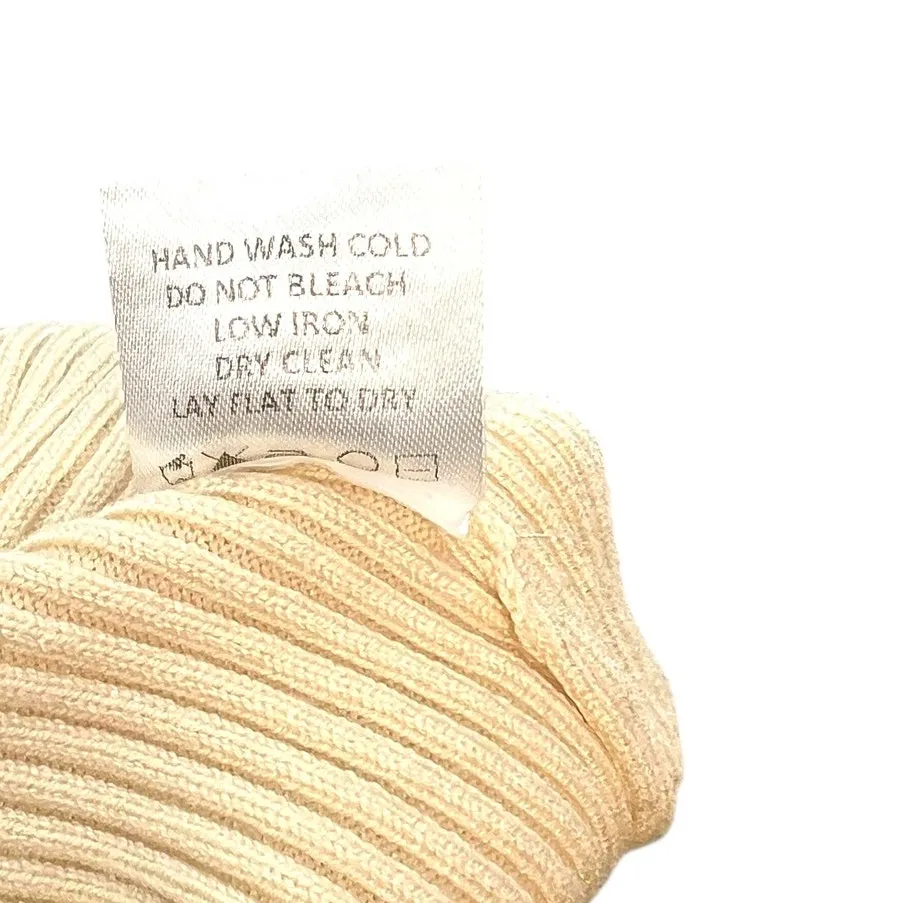 HAND WASH COLD
DO NOT BLEACH
LOW IRON
DRY CLEAN
LAY FLAT TO DRY